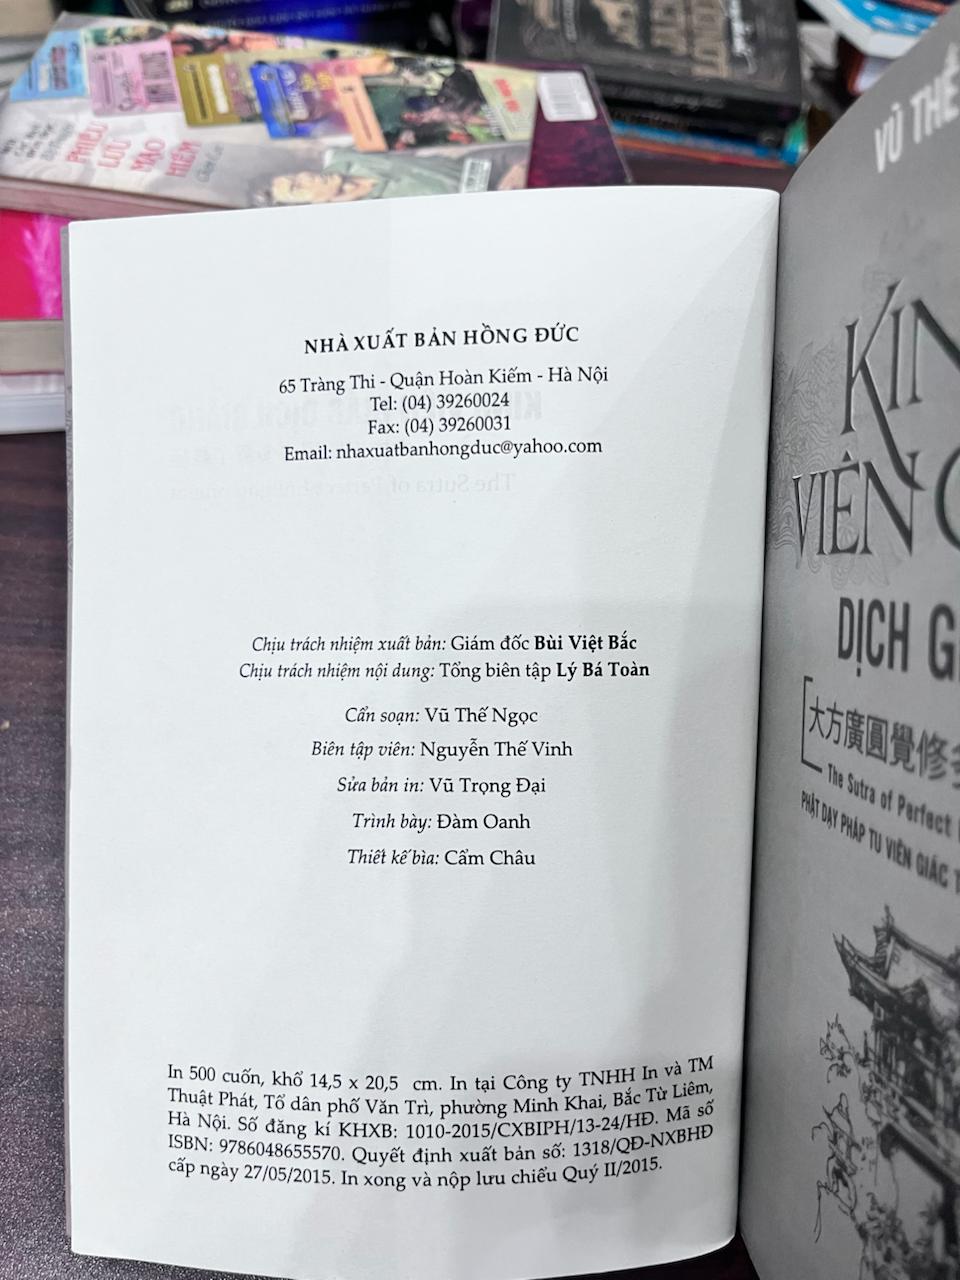 PHIÊU
LƯU
MẠO
HIỂM
NHÀ XUẤT BẢN HỒNG ĐỨC
65 Tràng Thi - Quận Hoàn Kiếm - Hà Nội
Tel: (04) 39260024
Fax: (04) 39260031
Email: nhaxuatbanhongduc@yahoo.com
Chịu trách nhiệm xuất bản: Giám đốc Bùi Việt Bắc
Chịu trách nhiệm nội dung: Tổng biên tập Lý Bá Toàn
Cẩn soạn: Vũ Thế Ngọc
Biên tập viên: Nguyễn Thế Vinh
Sửa bản in: Vũ Trọng Đại
Trình bày: Đàm Oanh
Thiết kế bìa: Cẩm Châu
In 500 cuốn, khổ 14,5 x 20,5 cm. In tại Công ty TNHH In và TM
Thuật Phát, Tổ dân phố Văn Trì, phường Minh Khai, Bắc Từ Liêm,
Hà Nội. Số đăng kí KHXB: 1010-2015/CXBIPH/13-24/HĐ. Mã số
ISBN: 9786048655570. Quyết định xuất bản số: 1318/QĐ-NXBHĐ
cấp ngày 27/05/2015. In xong và nộp lưu chiểu Quý II/2015.
VŨ THẾ
KIN
VIÊN
DỊCH G
大方廣圓覺修多
The Sutra of Perfect
PHẬT DẠY PHÁP TU VIÊN GIÁC T